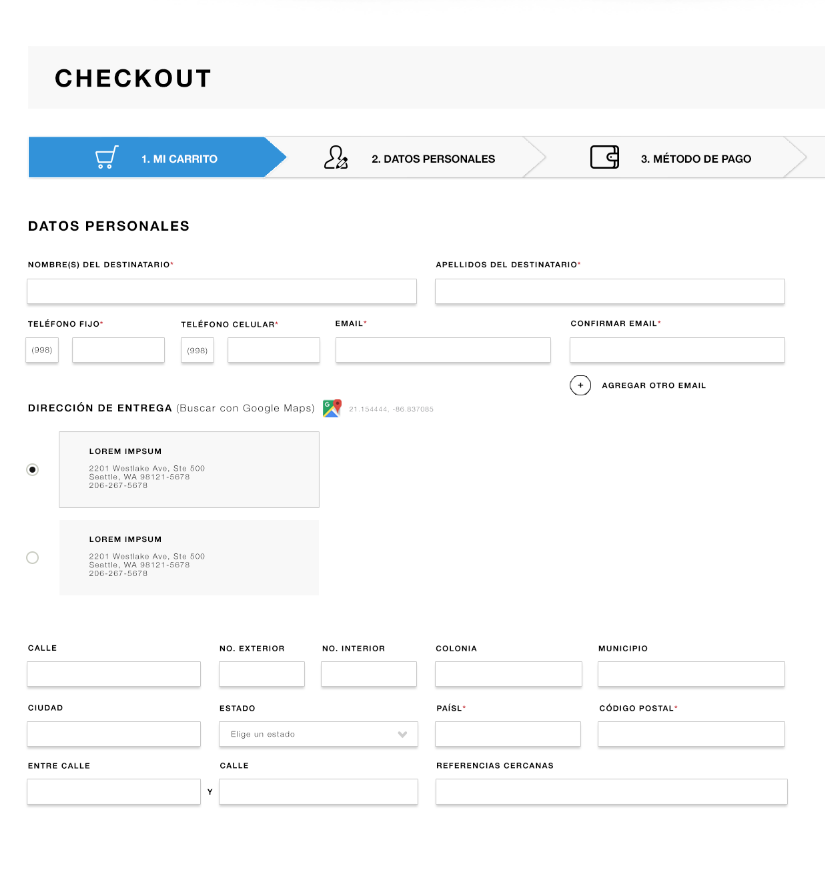 CHECKOUT
1. MI CARRITO
2. DATOS PERSONALES
3. MÉTODO DE PAGO
DATOS PERSONALES
NOMBRE(S) DEL DESTINATARIO*
APELLIDOS DEL DESTINATARIO*
TELÉFONO FIJO*
TELÉFONO CELULAR*
EMAIL*
CONFIRMAR EMAIL*
(998)
(998)
+ AGREGAR OTRO EMAIL
DIRECCIÓN DE ENTREGA (Buscar con Google Maps) 21.154444, -86.837085
LOREM IMPSUM
2201 Westlake Ave, Ste 500
Seattle, WA 98121-5678
206-267-5678
LOREM IMPSUM
2201 Westlake Ave, Ste 500
Seattle, WA 98121-5678
206-267-5678
CALLE
NO. EXTERIOR
NO. INTERIOR
COLONIA
MUNICIPIO
CIUDAD
ESTADO
PAÍSL*
CÓDIGO POSTAL*
Elige un estado
ENTRE CALLE
CALLE
REFERENCIAS CERCANAS
Y